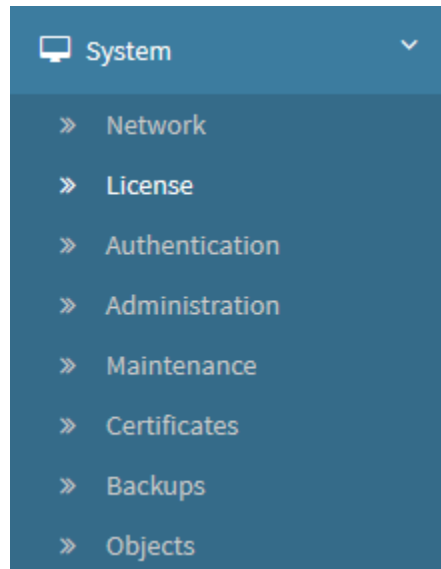 System
Network
License
Authentication
Administration
Maintenance
Certificates
Backups
Objects